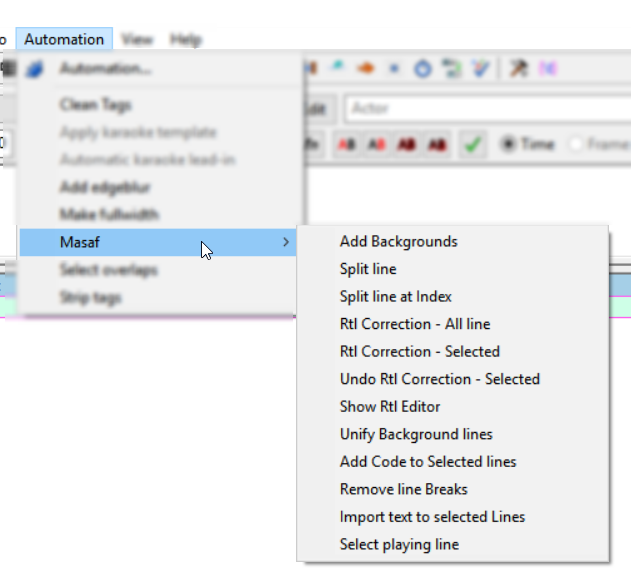 Automation View Help
Automation...
Clean Tags
Edit
Actor
Apply karaoke template
AB AB AB AB
Time
Frame
Automatic karaoke lead-in
Add edgeblur
Make fullwidth
Masaf
Select overlaps
Strip tags
Add Backgrounds
Split line
Split line at Index
Rtl Correction - All line
Rtl Correction - Selected
Undo Rtl Correction - Selected
Show Rtl Editor
Unify Background lines
Add Code to Selected lines
Remove line Breaks
Import text to selected Lines
Select playing line